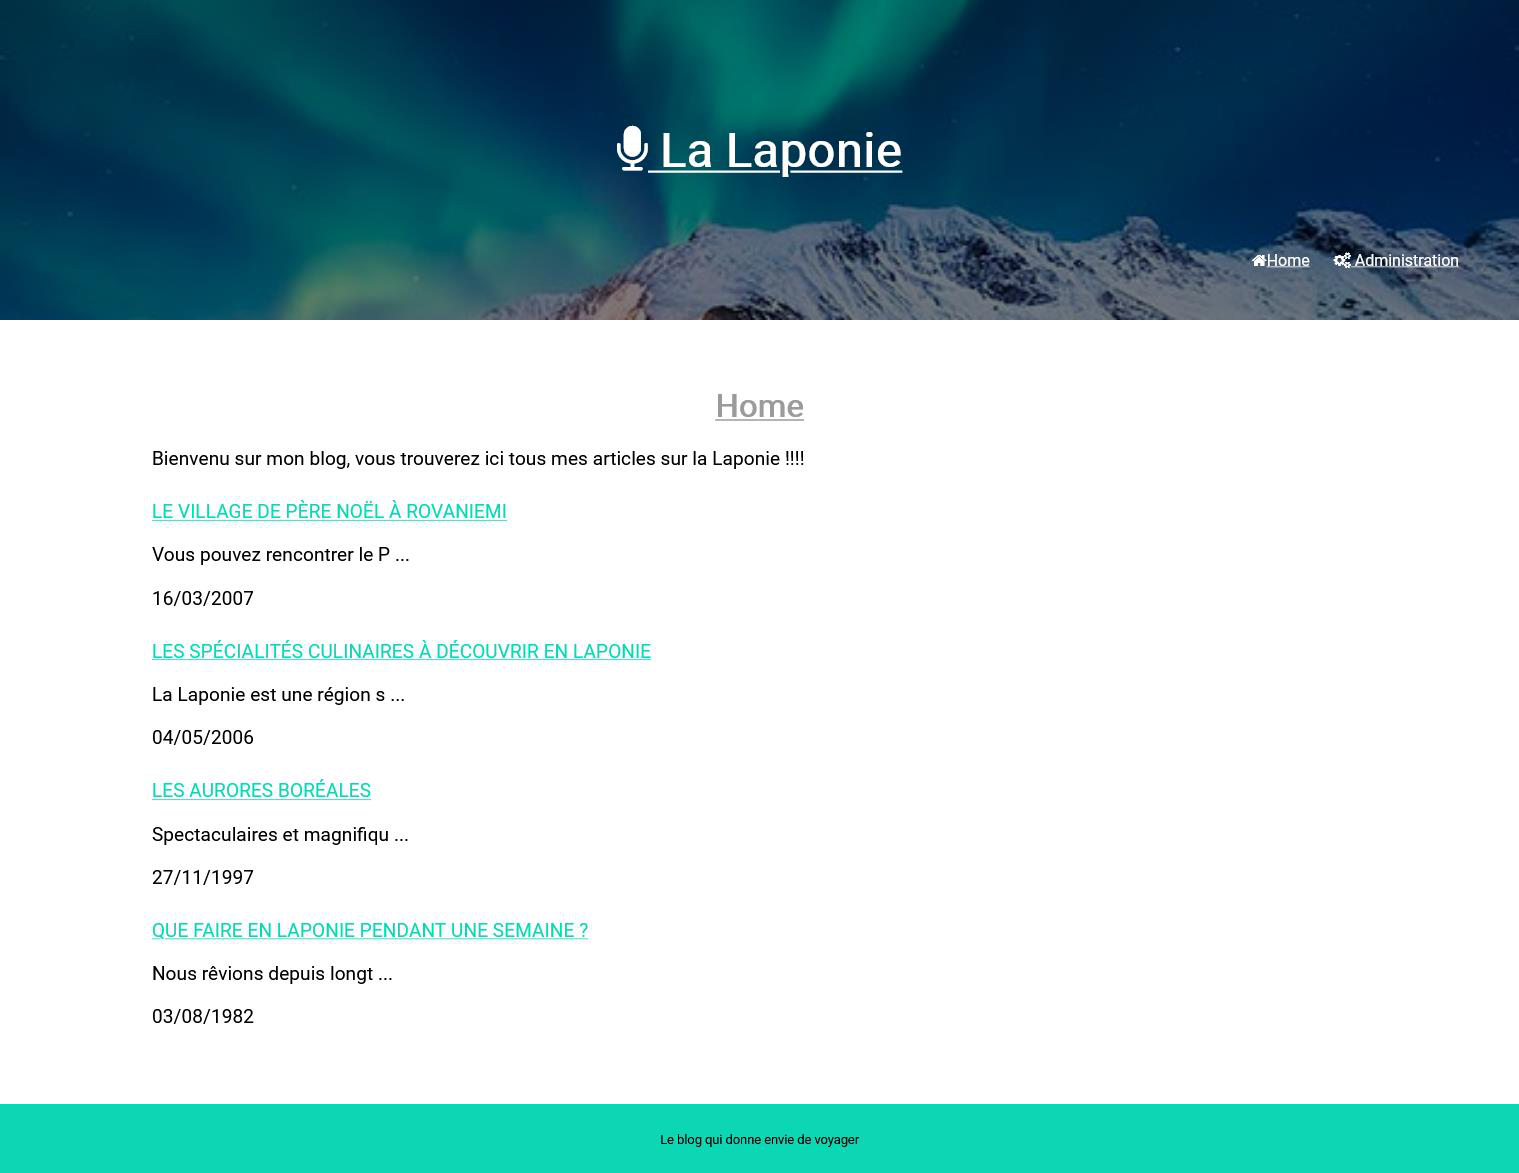 La Laponie
Home Administration
Home
Bienvenu sur mon blog, vous trouverez ici tous mes articles sur la Laponie !!!!
LE VILLAGE DE PÈRE NOËL À ROVANIEMI
Vous pouvez rencontrer le P ...
16/03/2007
LES SPÉCIALITÉS CULINAIRES À DÉCOUVRIR EN LAPONIE
La Laponie est une région s ...
04/05/2006
LES AURORES BORÉALES
Spectaculaires et magnifiqu ...
27/11/1997
QUE FAIRE EN LAPONIE PENDANT UNE SEMAINE ?
Nous rêvions depuis longt ...
03/08/1982
Le blog qui donne envie de voyager